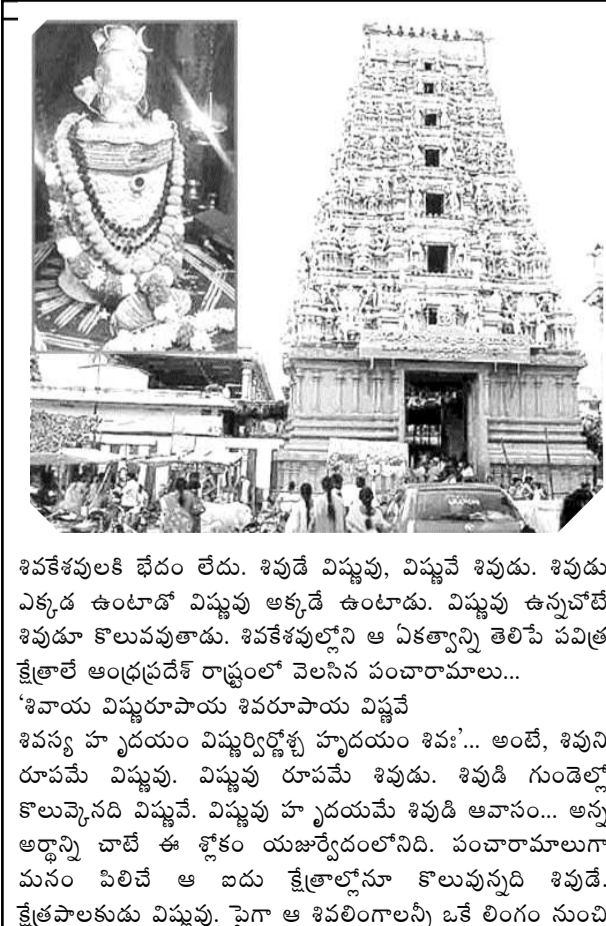 శివకేశవులకి భేదం లేదు. శివుడే విష్ణువు, విష్ణువే శివుడు. శివుడు
ఎక్కడ ఉంటాడో విష్ణువు అక్కడే ఉంటాడు. విష్ణువు ఉన్నచోటే
శివుడూ కొలువవుతాడు. శివకేశవుల్లోని ఆ ఏకత్వాన్ని తెలిపే పవిత్ర
క్షేత్రాలే ఆంధ్రప్రదేశ్ రాష్ట్రంలో వెలసిన పంచారామాలు...
‘శివాయ విష్ణురూపాయ శివరూపాయ విష్ణవే
శివస్య హ ృదయం విష్ణుర్విర్ణోశ్చ హృదయం శివః’... అంటే, శివుని
రూపమే విష్ణువు. విష్ణువు రూపమే శివుడు. శివుడి గుండెల్లో
కొలువ్కెనది విష్ణువే. విష్ణువు హ ృదయమే శివుడి ఆవాసం... అన్న
అర్థాన్ని చాటే ఈ శ్లోకం యజుర్వేదంలోనిది. పంచారామాలుగా
మనం పిలిచే ఆ ఐదు క్షేత్రాల్లోనూ కొలువున్నది శివుడే.
క్షేత్రపాలకుడు విష్ణువు. పైగా ఆ శివలింగాలన్నీ ఒకే లింగం నుంచి